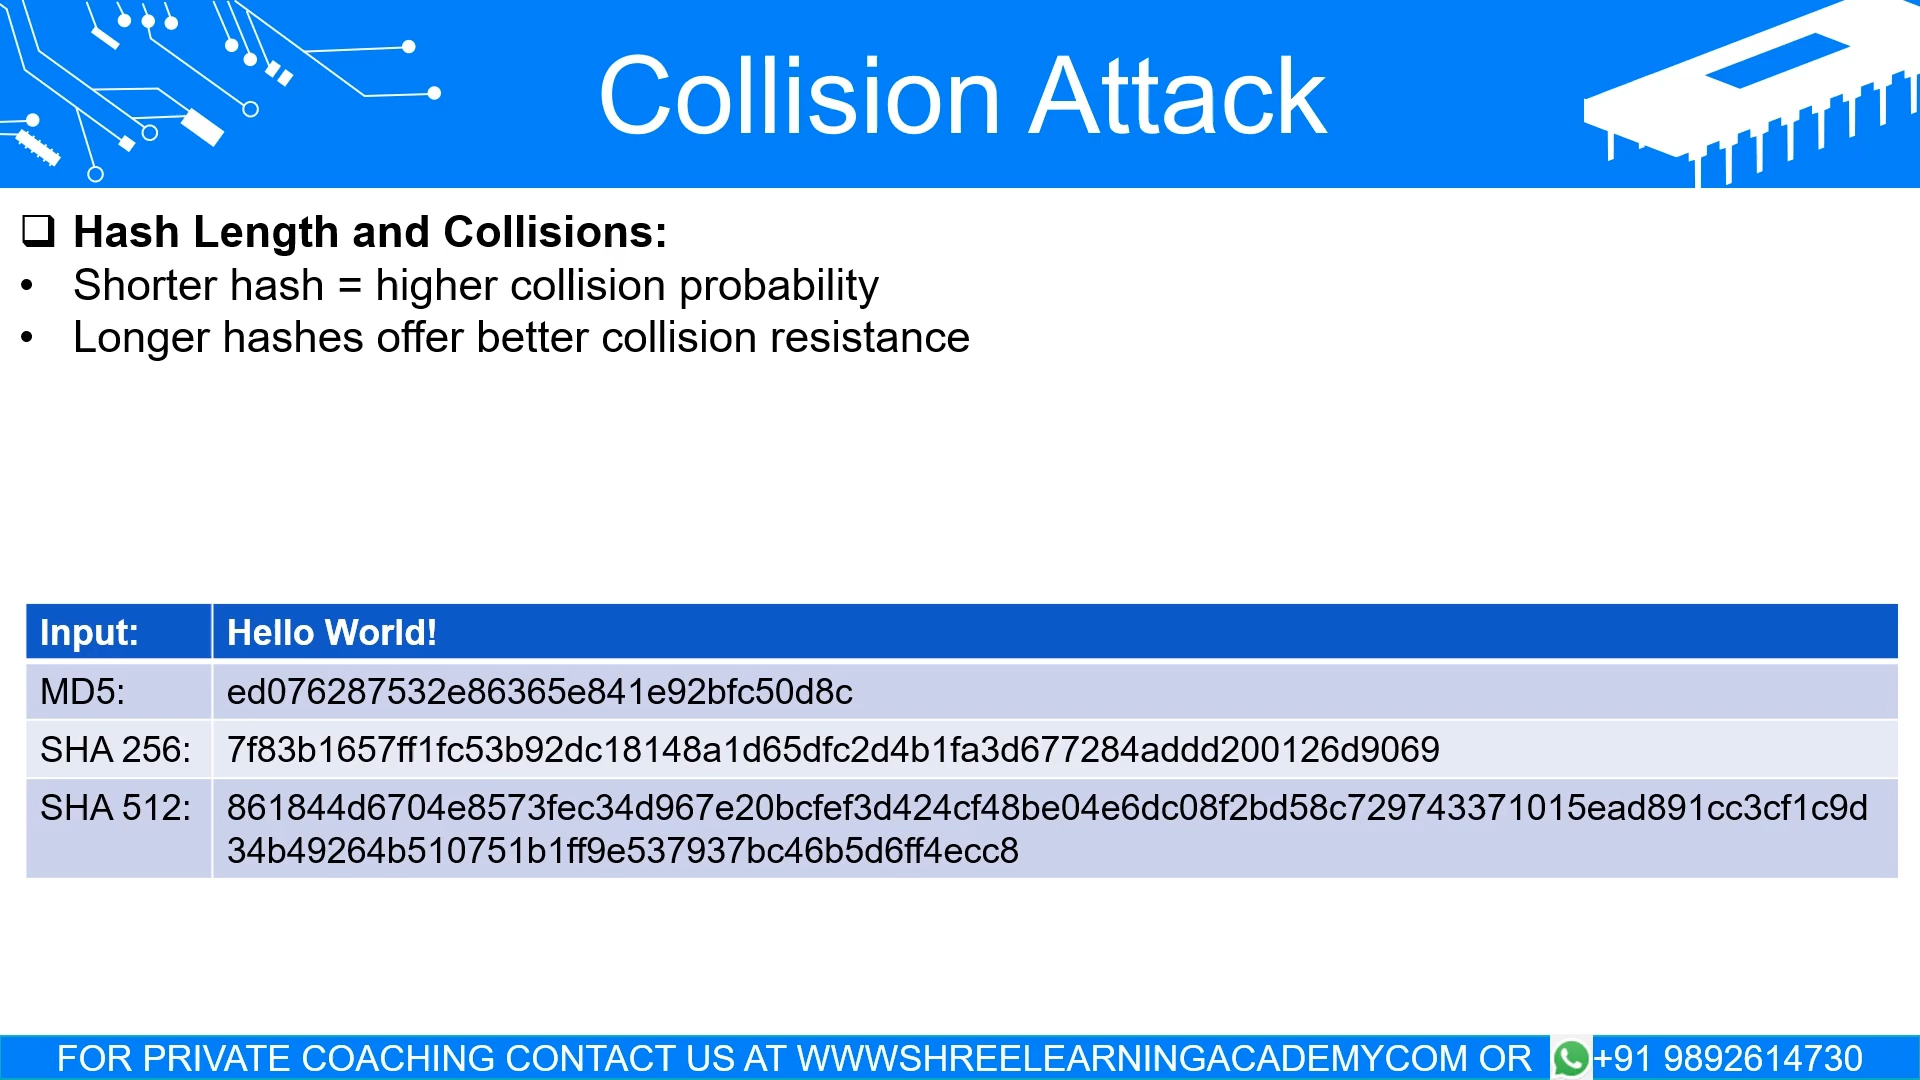 Collision Attack
❑ Hash Length and Collisions:
• Shorter hash = higher collision probability
• Longer hashes offer better collision resistance
Input: Hello World!
MD5: ed076287532e86365e841e92bfc50d8c
SHA 256: 7f83b1657ff1fc53b92dc18148a1d65dfc2d4b1fa3d677284addd200126d9069
SHA 512: 861844d6704e8573fec34d967e20bcfef3d424cf48be04e6dc08f2bd58c729743371015ead891cc3cf1c9d
34b49264b510751b1ff9e537937bc46b5d6ff4ecc8
FOR PRIVATE COACHING CONTACT US AT WWWSHREELEARNINGACADEMYCOM OR +91 9892614730